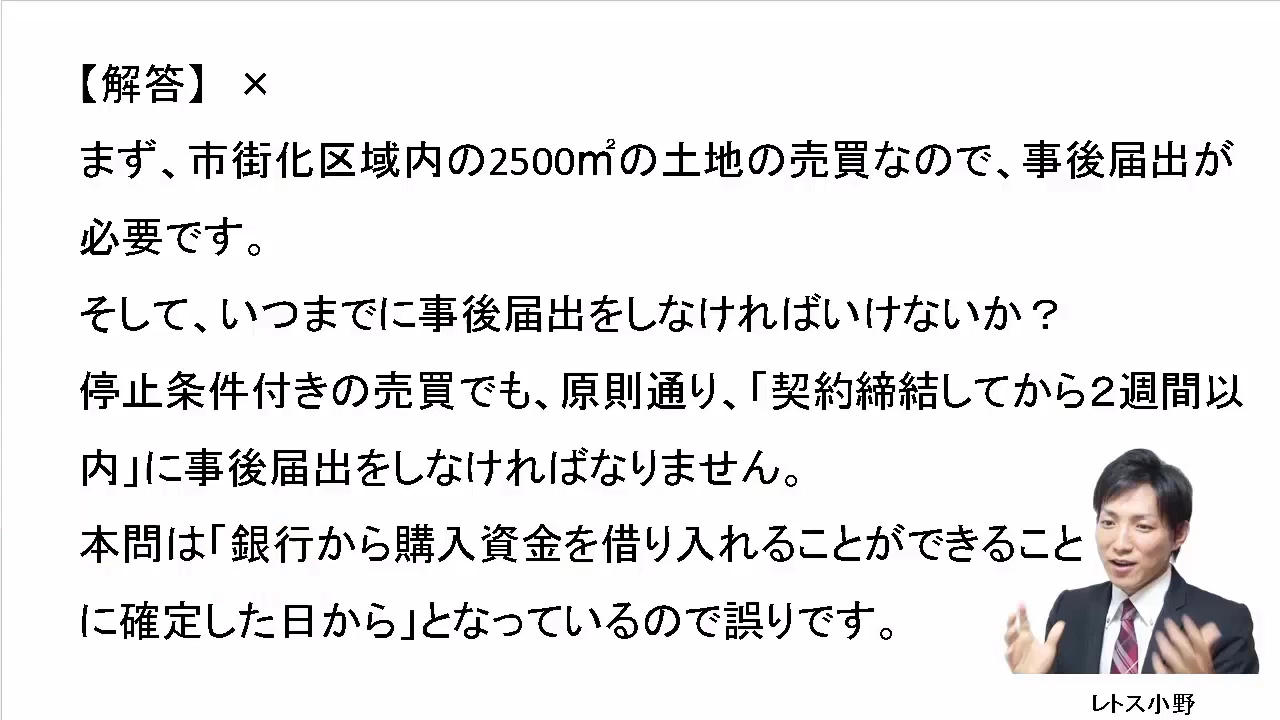 【解答】 ×
まず、市街化区域内の2500㎡の土地の売買なので、事後届出が
必要です。
そして、いつまでに事後届出をしなければいけないか？
停止条件付きの売買でも、原則通り、「契約締結してから２週間以
内」に事後届出をしなければなりません。
本問は「銀行から購入資金を借り入れることができること
に確定した日から」となっているので誤りです。
レトス小野